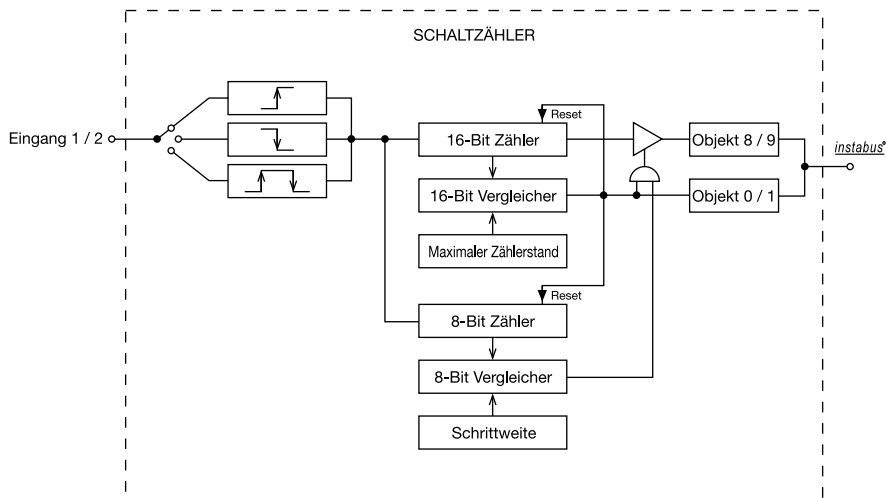 SCHALTZÄHLER
Eingang 1 / 2
Reset
16-Bit Zähler
Objekt 8 / 9
instabus®
16-Bit Vergleicher
Objekt 0 / 1
Maximaler Zählerstand
Reset
8-Bit Zähler
8-Bit Vergleicher
Schrittweite